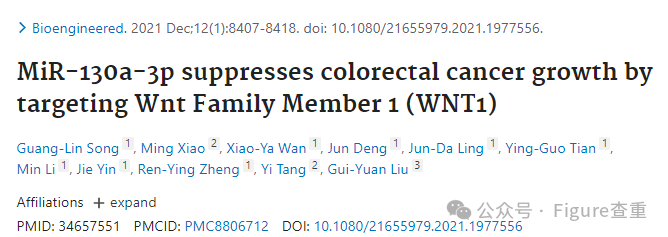 Bioengineered. 2021 Dec;12(1):8407-8418. doi: 10.1080/21655979.2021.1977556.
MiR-130a-3p suppresses colorectal cancer growth by
targeting Wnt Family Member 1 (WNT1)
Guang-Lin Song 1, Ming Xiao 2, Xiao-Ya Wan 1, Jun Deng 1, Jun-Da Ling 1, Ying-Guo Tian 1,
Min Li 1, Jie Yin 1, Ren-Ying Zheng 1, Yi Tang 2, Gui-Yuan Liu 3
Affiliations + expand
公众号 · Figure查重
PMID: 34657551 PMCID: PMC8806712 DOI: 10.1080/21655979.2021.1977556